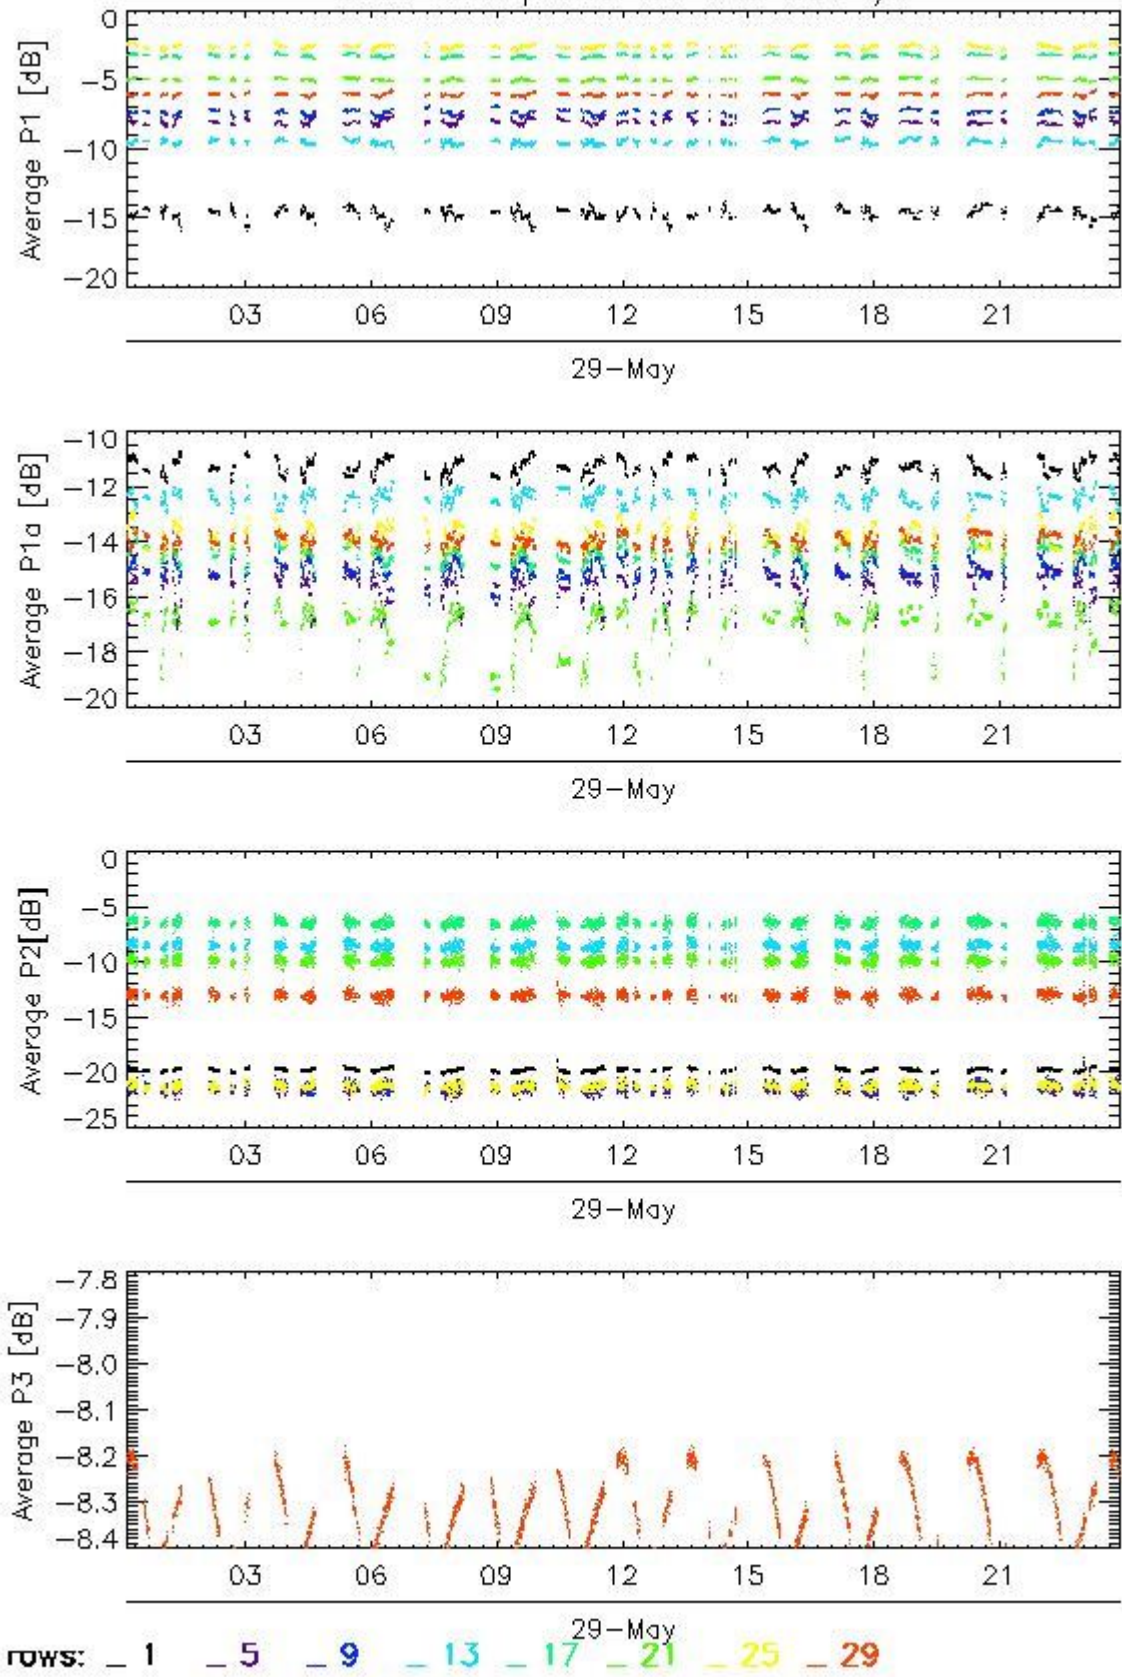 0
−5
−10
−15
−20
Average P1 [dB]
03 06 09 12 15 18 21
29−May
−10
−12
−14
−16
−18
−20
Average P1a [dB]
03 06 09 12 15 18 21
29−May
0
−5
−10
−15
−20
−25
Average P2[dB]
03 06 09 12 15 18 21
29−May
−7.8
−7.9
−8.0
−8.1
−8.2
−8.3
−8.4
Average P3 [dB]
03 06 09 12 15 18 21
29−May
rows: _ 1 _ 5 _ 9 _ 13 _ 17 _ 21 _ 25 _ 29